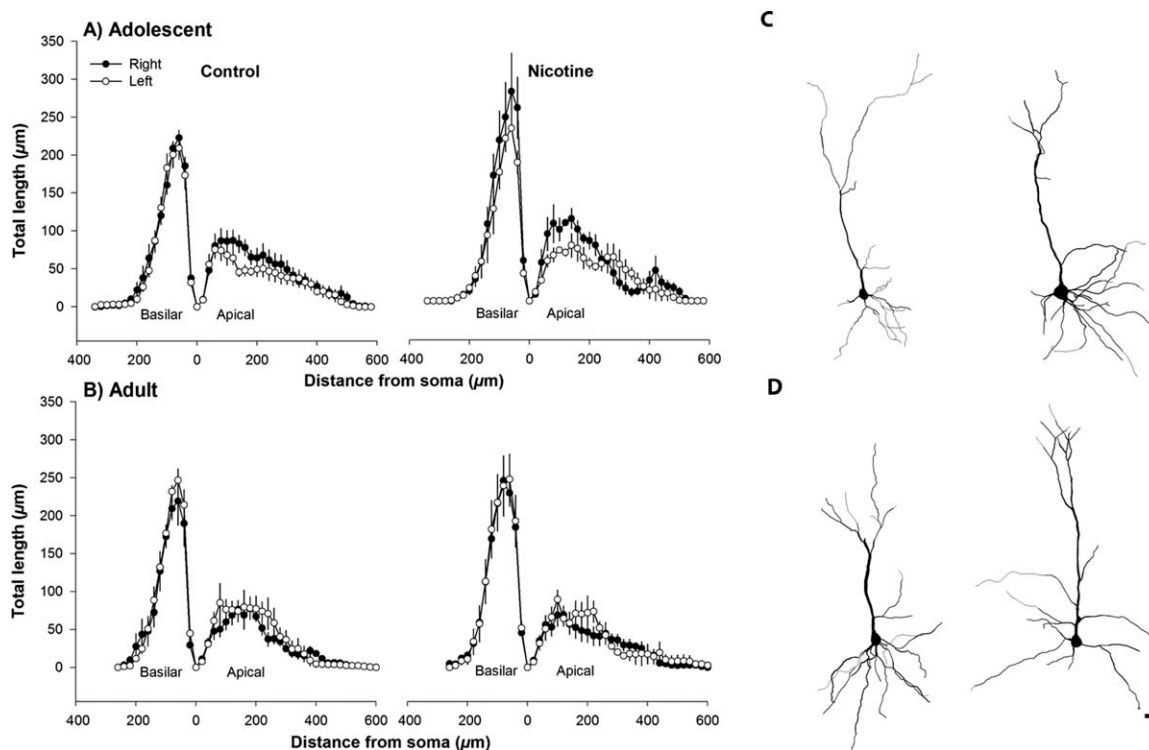 A) Adolescent
Right
Left
Control
Nicotine
Total length (µm)
350
300
250
200
150
100
50
0
Basilar
Apical
Basilar
Apical
400 200 0 200 400 600
400 200 0 200 400 600
Distance from soma (µm)
B) Adult
Total length (µm)
350
300
250
200
150
100
50
0
Basilar
Apical
Basilar
Apical
400 200 0 200 400 600
400 200 0 200 400 600
Distance from soma (µm)
C
D